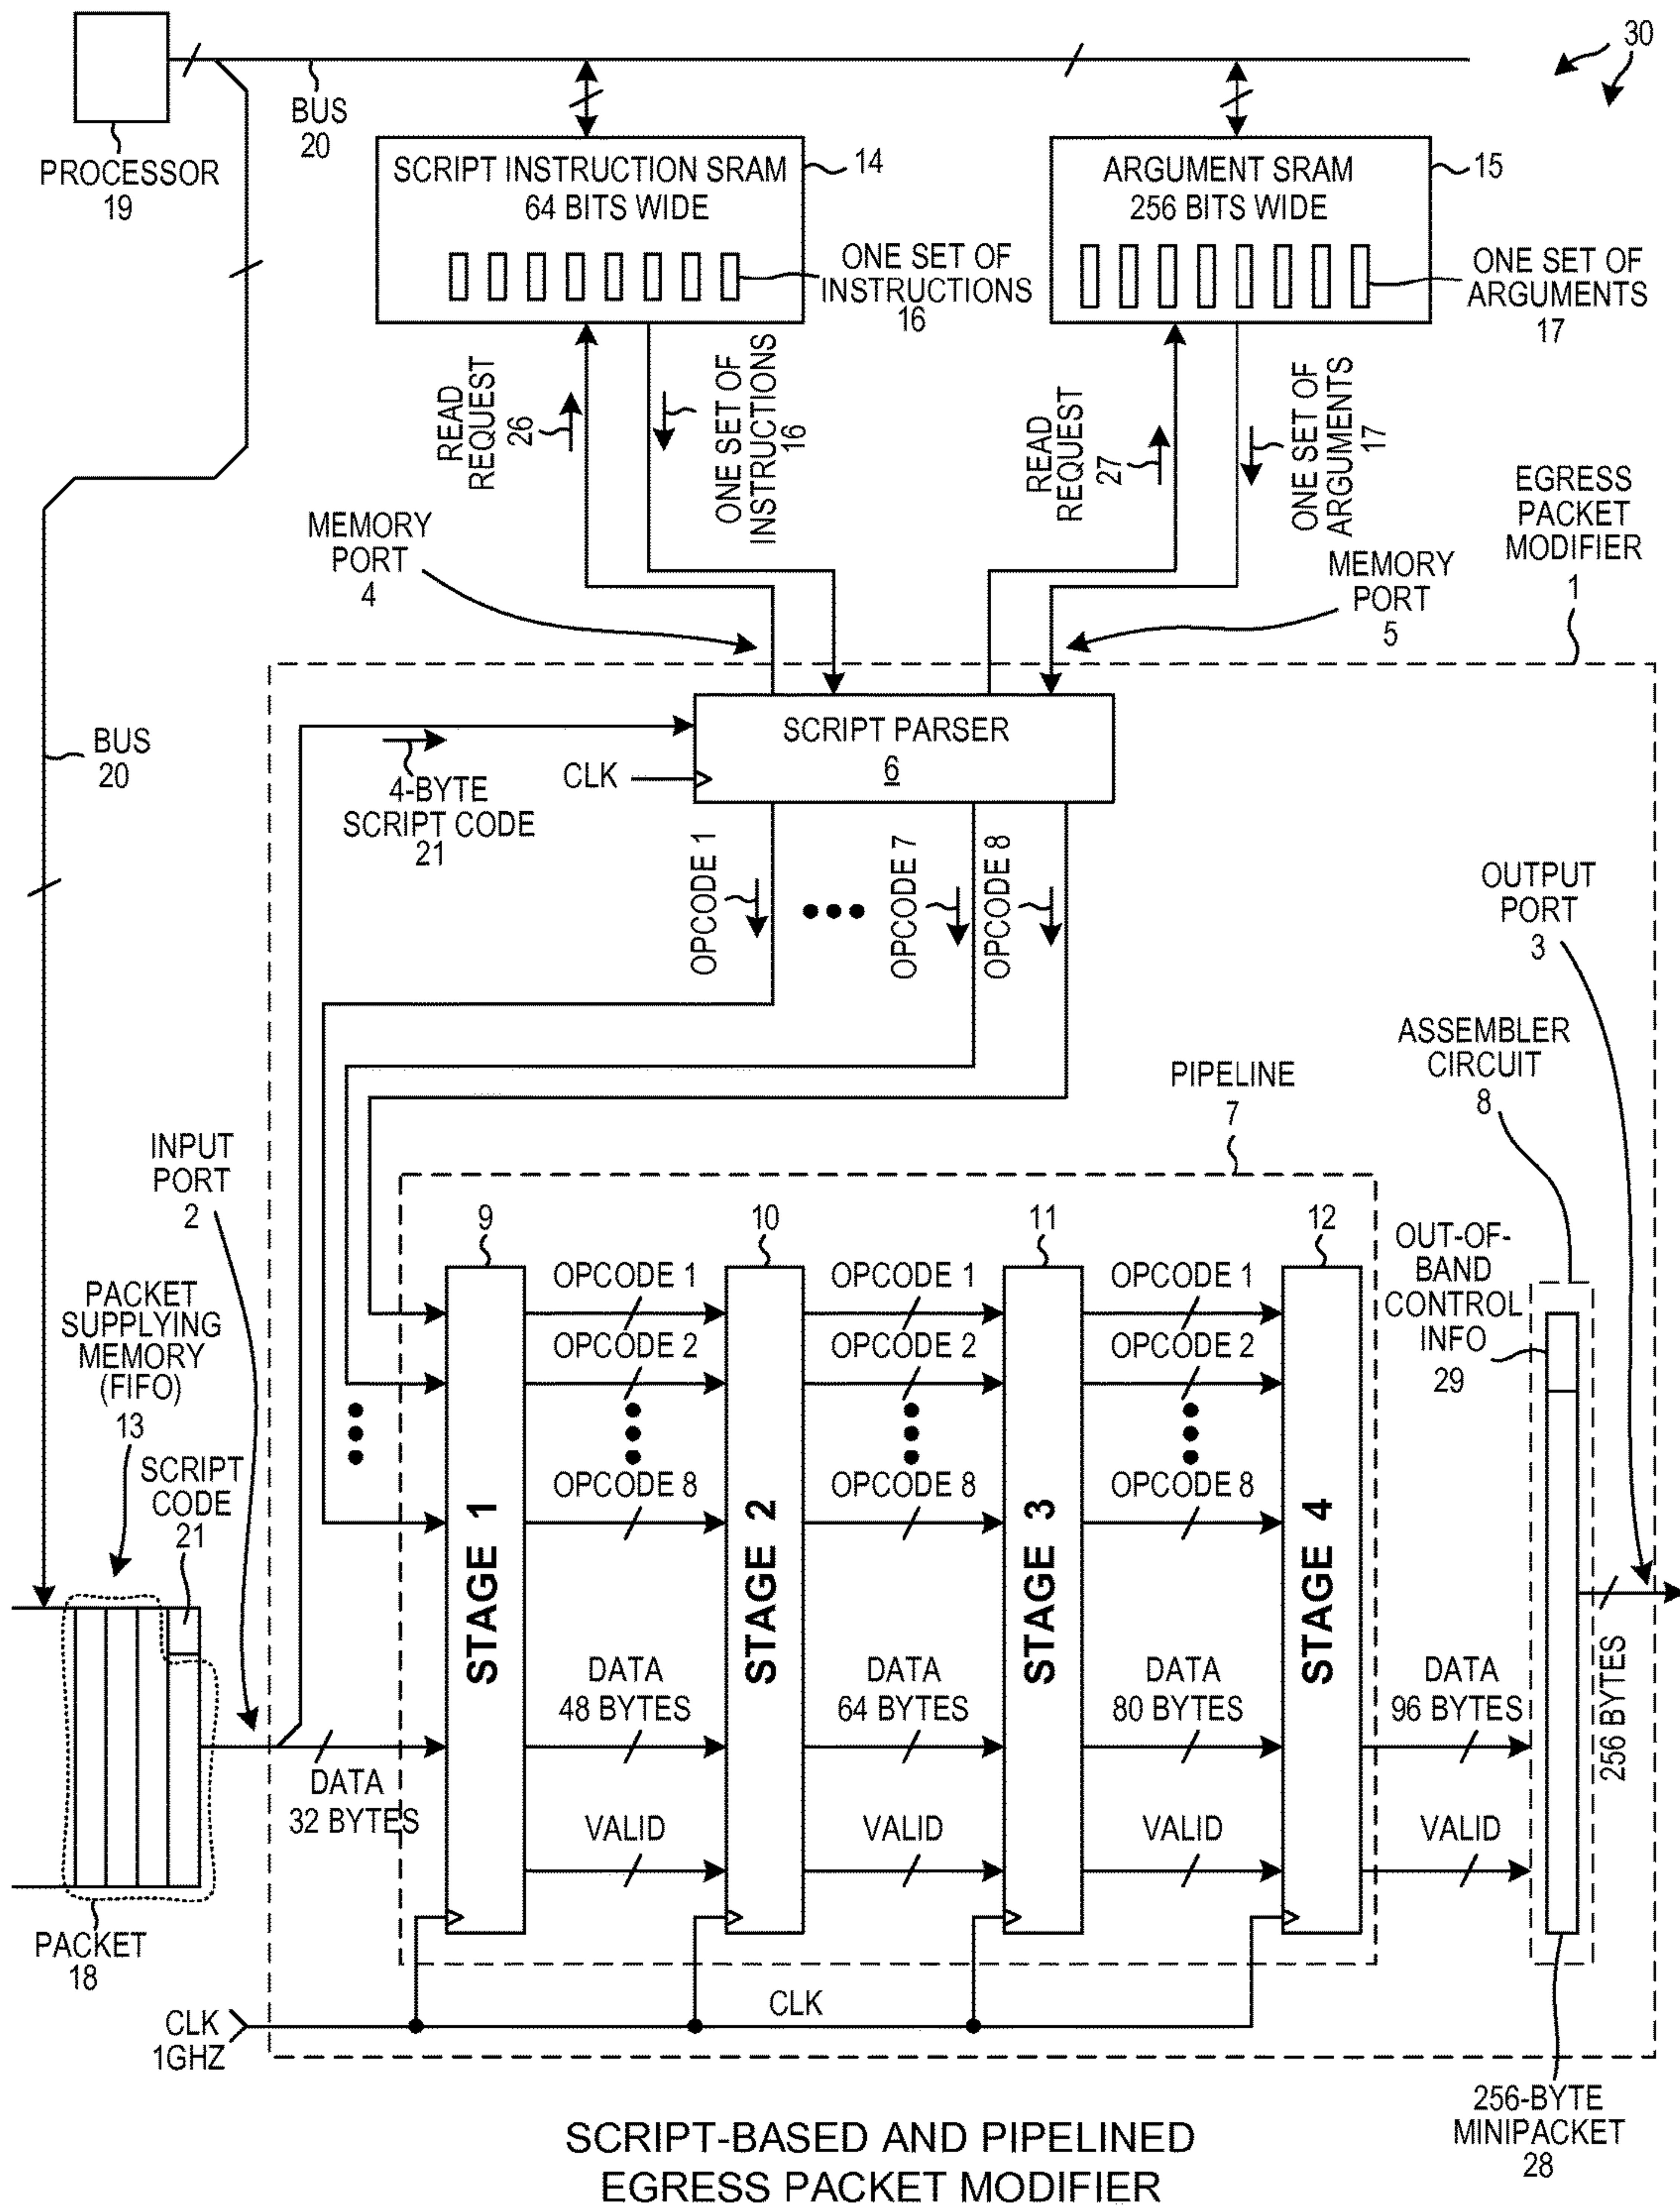 30
BUS
20
PROCESSOR
19
SCRIPT INSTRUCTION SRAM
64 BITS WIDE
14
ONE SET OF
INSTRUCTIONS
16
ARGUMENT SRAM
256 BITS WIDE
15
ONE SET OF
ARGUMENTS
17
READ
REQUEST
26
ONE SET OF
INSTRUCTIONS
16
READ
REQUEST
27
ONE SET OF
ARGUMENTS
17
EGRESS
PACKET
MODIFIER
1
MEMORY
PORT
4
MEMORY
PORT
5
BUS
20
SCRIPT PARSER
6
CLK
4-BYTE
SCRIPT CODE
21
OPCODE 1
OPCODE 7
OPCODE 8
OUTPUT
PORT
3
ASSEMBLER
CIRCUIT
8
PIPELINE
7
INPUT
PORT
2
PACKET
SUPPLYING
MEMORY
(FIFO)
13
SCRIPT
CODE
21
9
10
11
12
OPCODE 1
OPCODE 1
OPCODE 1
OPCODE 2
OPCODE 2
OPCODE 2
OPCODE 8
OPCODE 8
OPCODE 8
OUT-OF-
BAND
CONTROL
INFO
29
STAGE 1
STAGE 2
STAGE 3
STAGE 4
DATA
32 BYTES
DATA
48 BYTES
DATA
64 BYTES
DATA
80 BYTES
DATA
96 BYTES
256 BYTES
VALID
VALID
VALID
VALID
PACKET
18
CLK
1GHZ
CLK
256-BYTE
MINIPACKET
28
SCRIPT-BASED AND PIPELINED
EGRESS PACKET MODIFIER